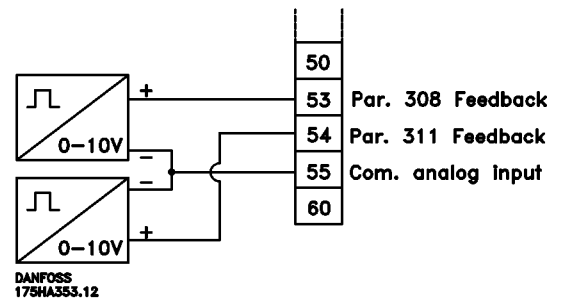 50
+
53 Par. 308 Feedback
0-10V
54 Par. 311 Feedback
−
55 Com. analog input
−
60
0-10V
+
DANFOSS
175HA353.12